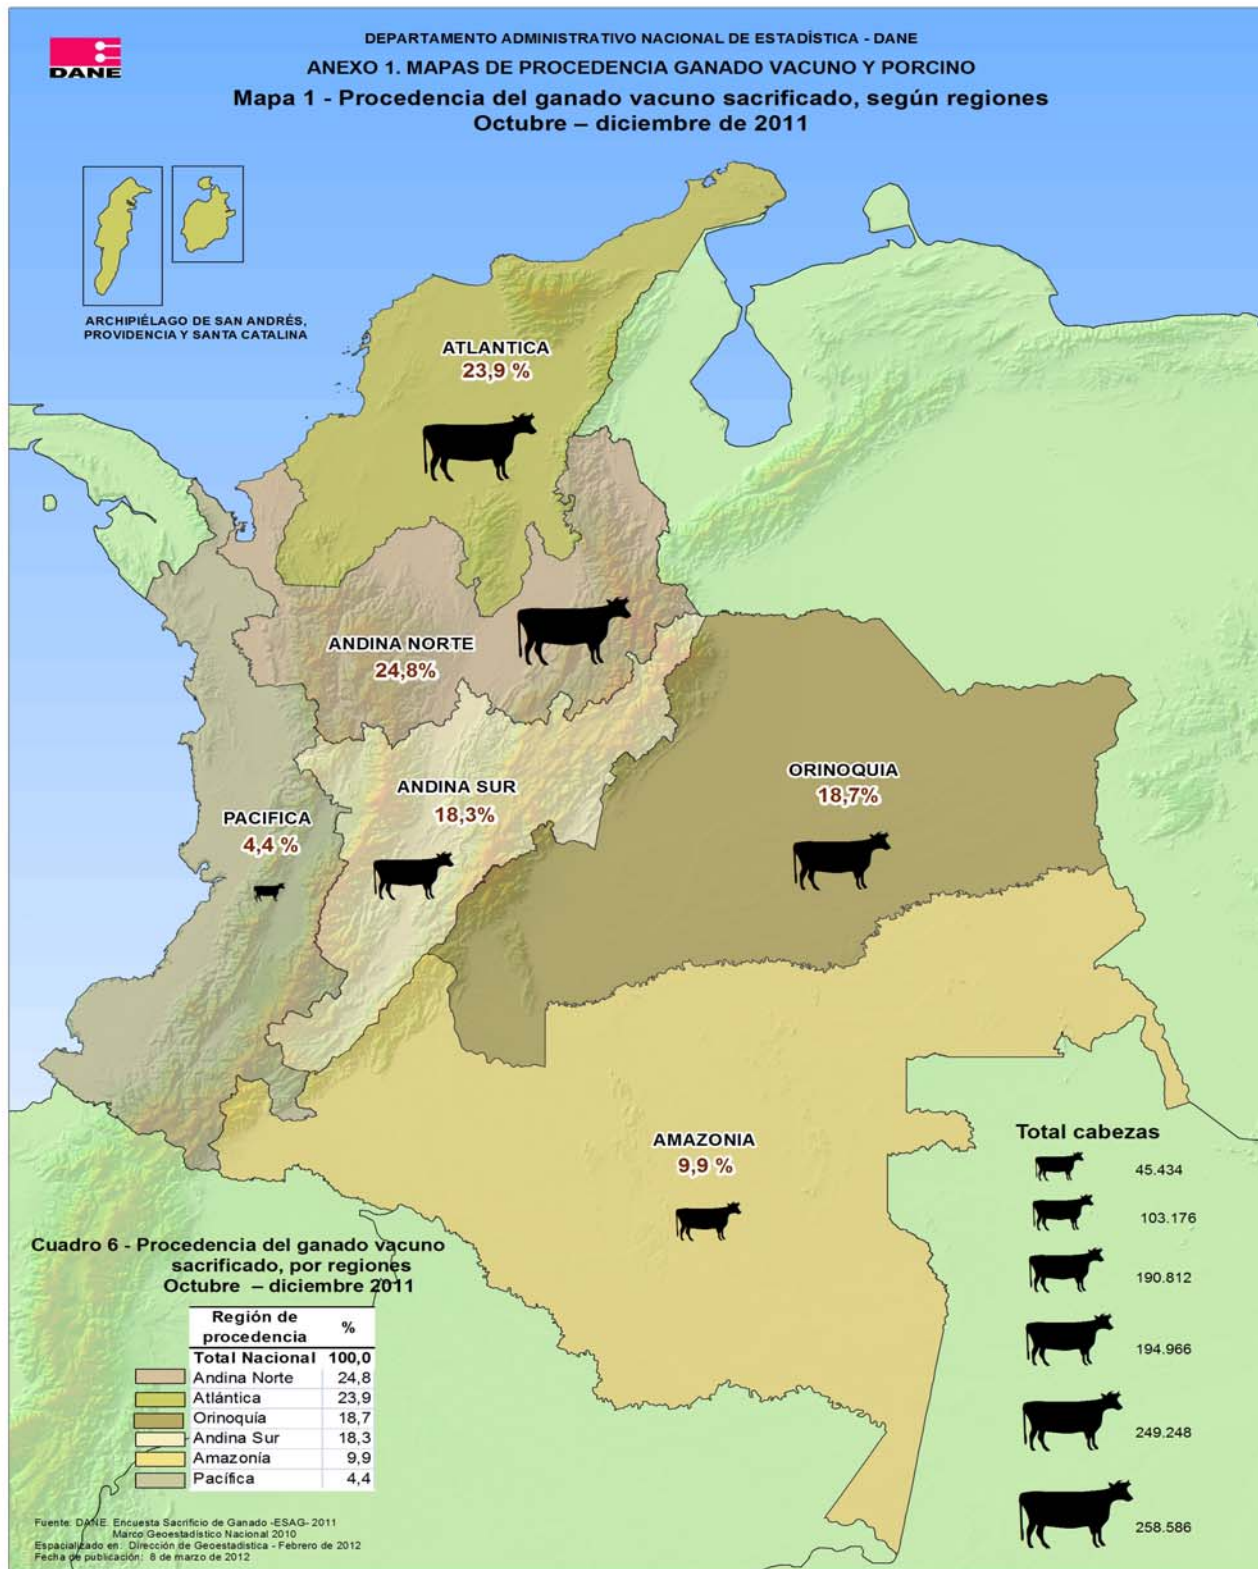 DANE
DEPARTAMENTO ADMINISTRATIVO NACIONAL DE ESTADÍSTICA - DANE
ANEXO 1. MAPAS DE PROCEDENCIA GANADO VACUNO Y PORCINO
Mapa 1 - Procedencia del ganado vacuno sacrificado, según regiones
Octubre – diciembre de 2011
ARCHIPIÉLAGO DE SAN ANDRÉS,
PROVIDENCIA Y SANTA CATALINA
ATLANTICA
23,9 %
ANDINA NORTE
24,8%
ANDINA SUR
18,3%
ORINOQUIA
18,7%
PACIFICA
4,4 %
AMAZONIA
9,9 %
Total cabezas
45.434
103.176
190.812
194.966
249.248
258.586
Cuadro 6 - Procedencia del ganado vacuno
sacrificado, por regiones
Octubre – diciembre 2011
Región de
procedencia %
Total Nacional 100,0
Andina Norte 24,8
Atlántica 23,9
Orinoquía 18,7
Andina Sur 18,3
Amazonía 9,9
Pacífica 4,4
Fuente: DANE. Encuesta Sacrificio de Ganado -ESAG- 2011
Marco Geoestadístico Nacional 2010
Espacializado en: Dirección de Geoestadística - Febrero de 2012
Fecha de publicación: 8 de marzo de 2012